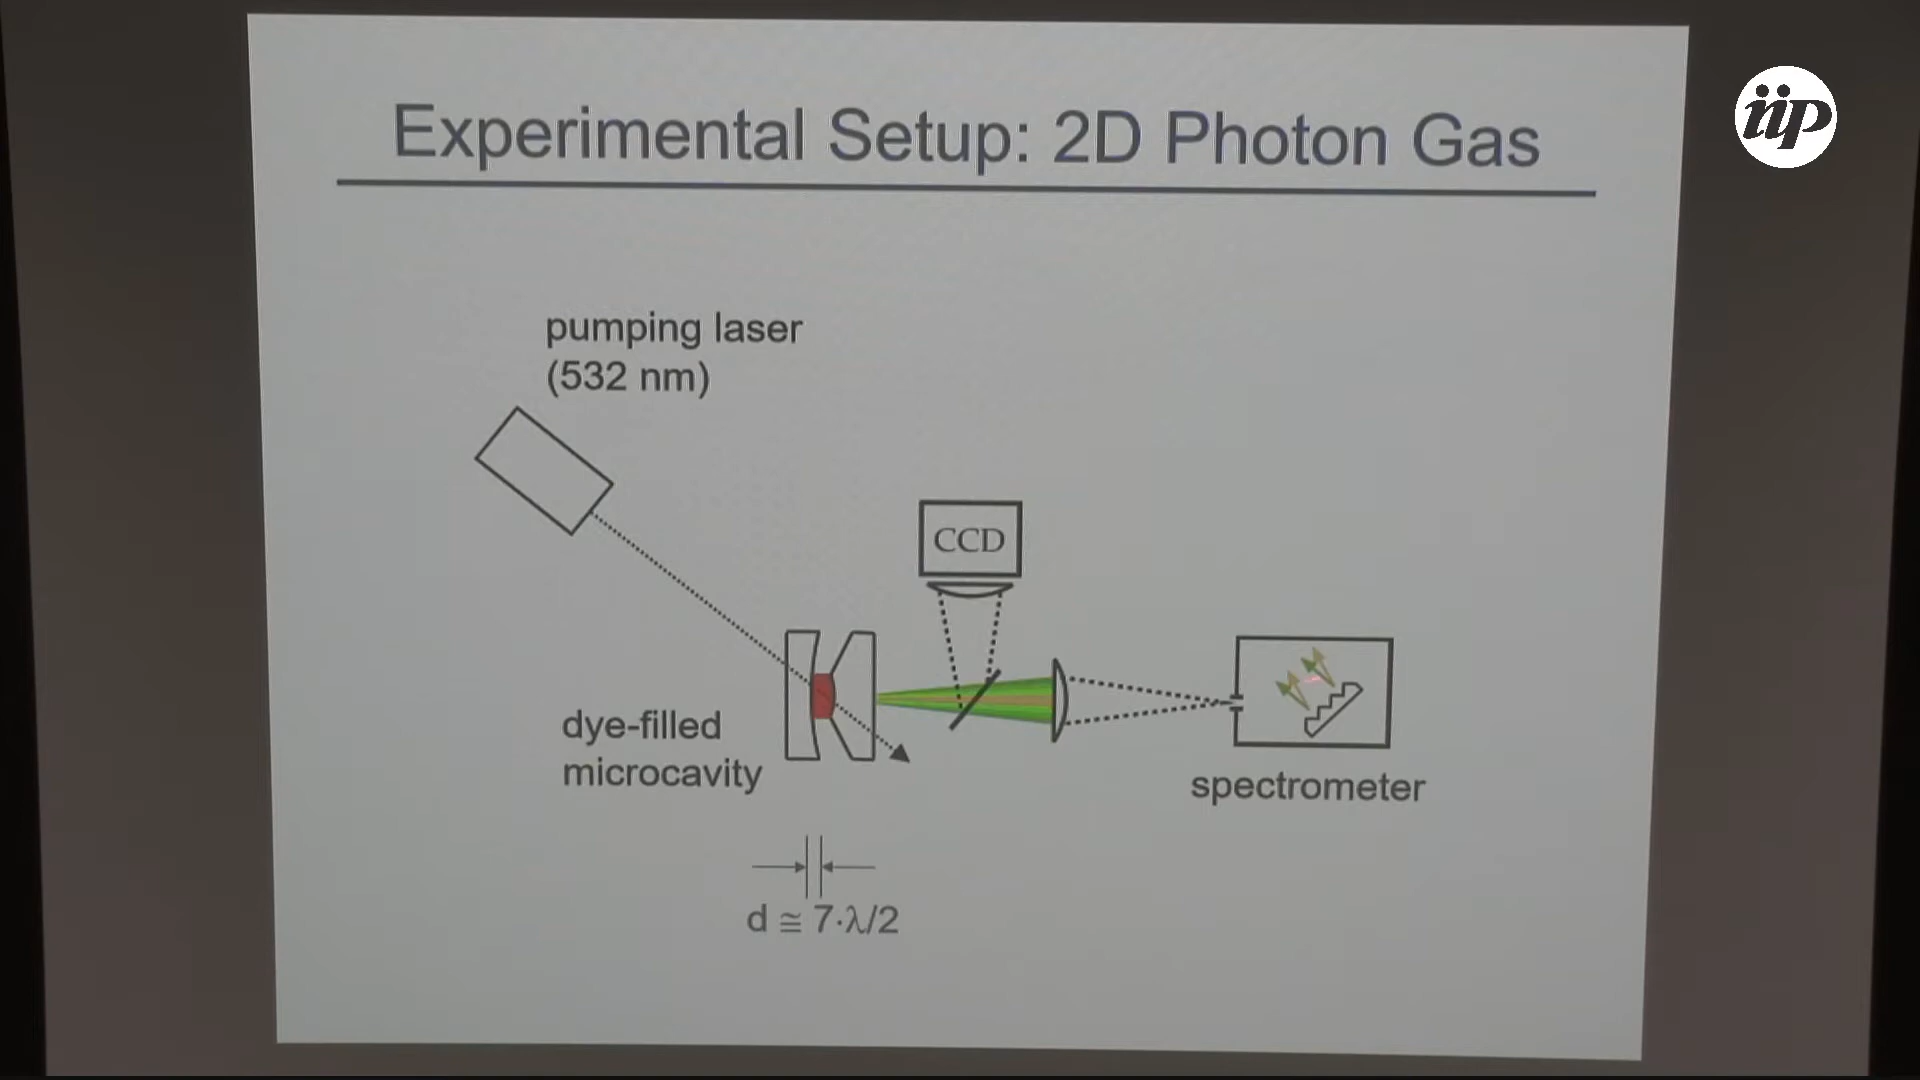 Experimental Setup: 2D Photon Gas
iip
pumping laser
(532 nm)
CCD
dye-filled
microcavity
spectrometer
d ≅ 7·λ/2